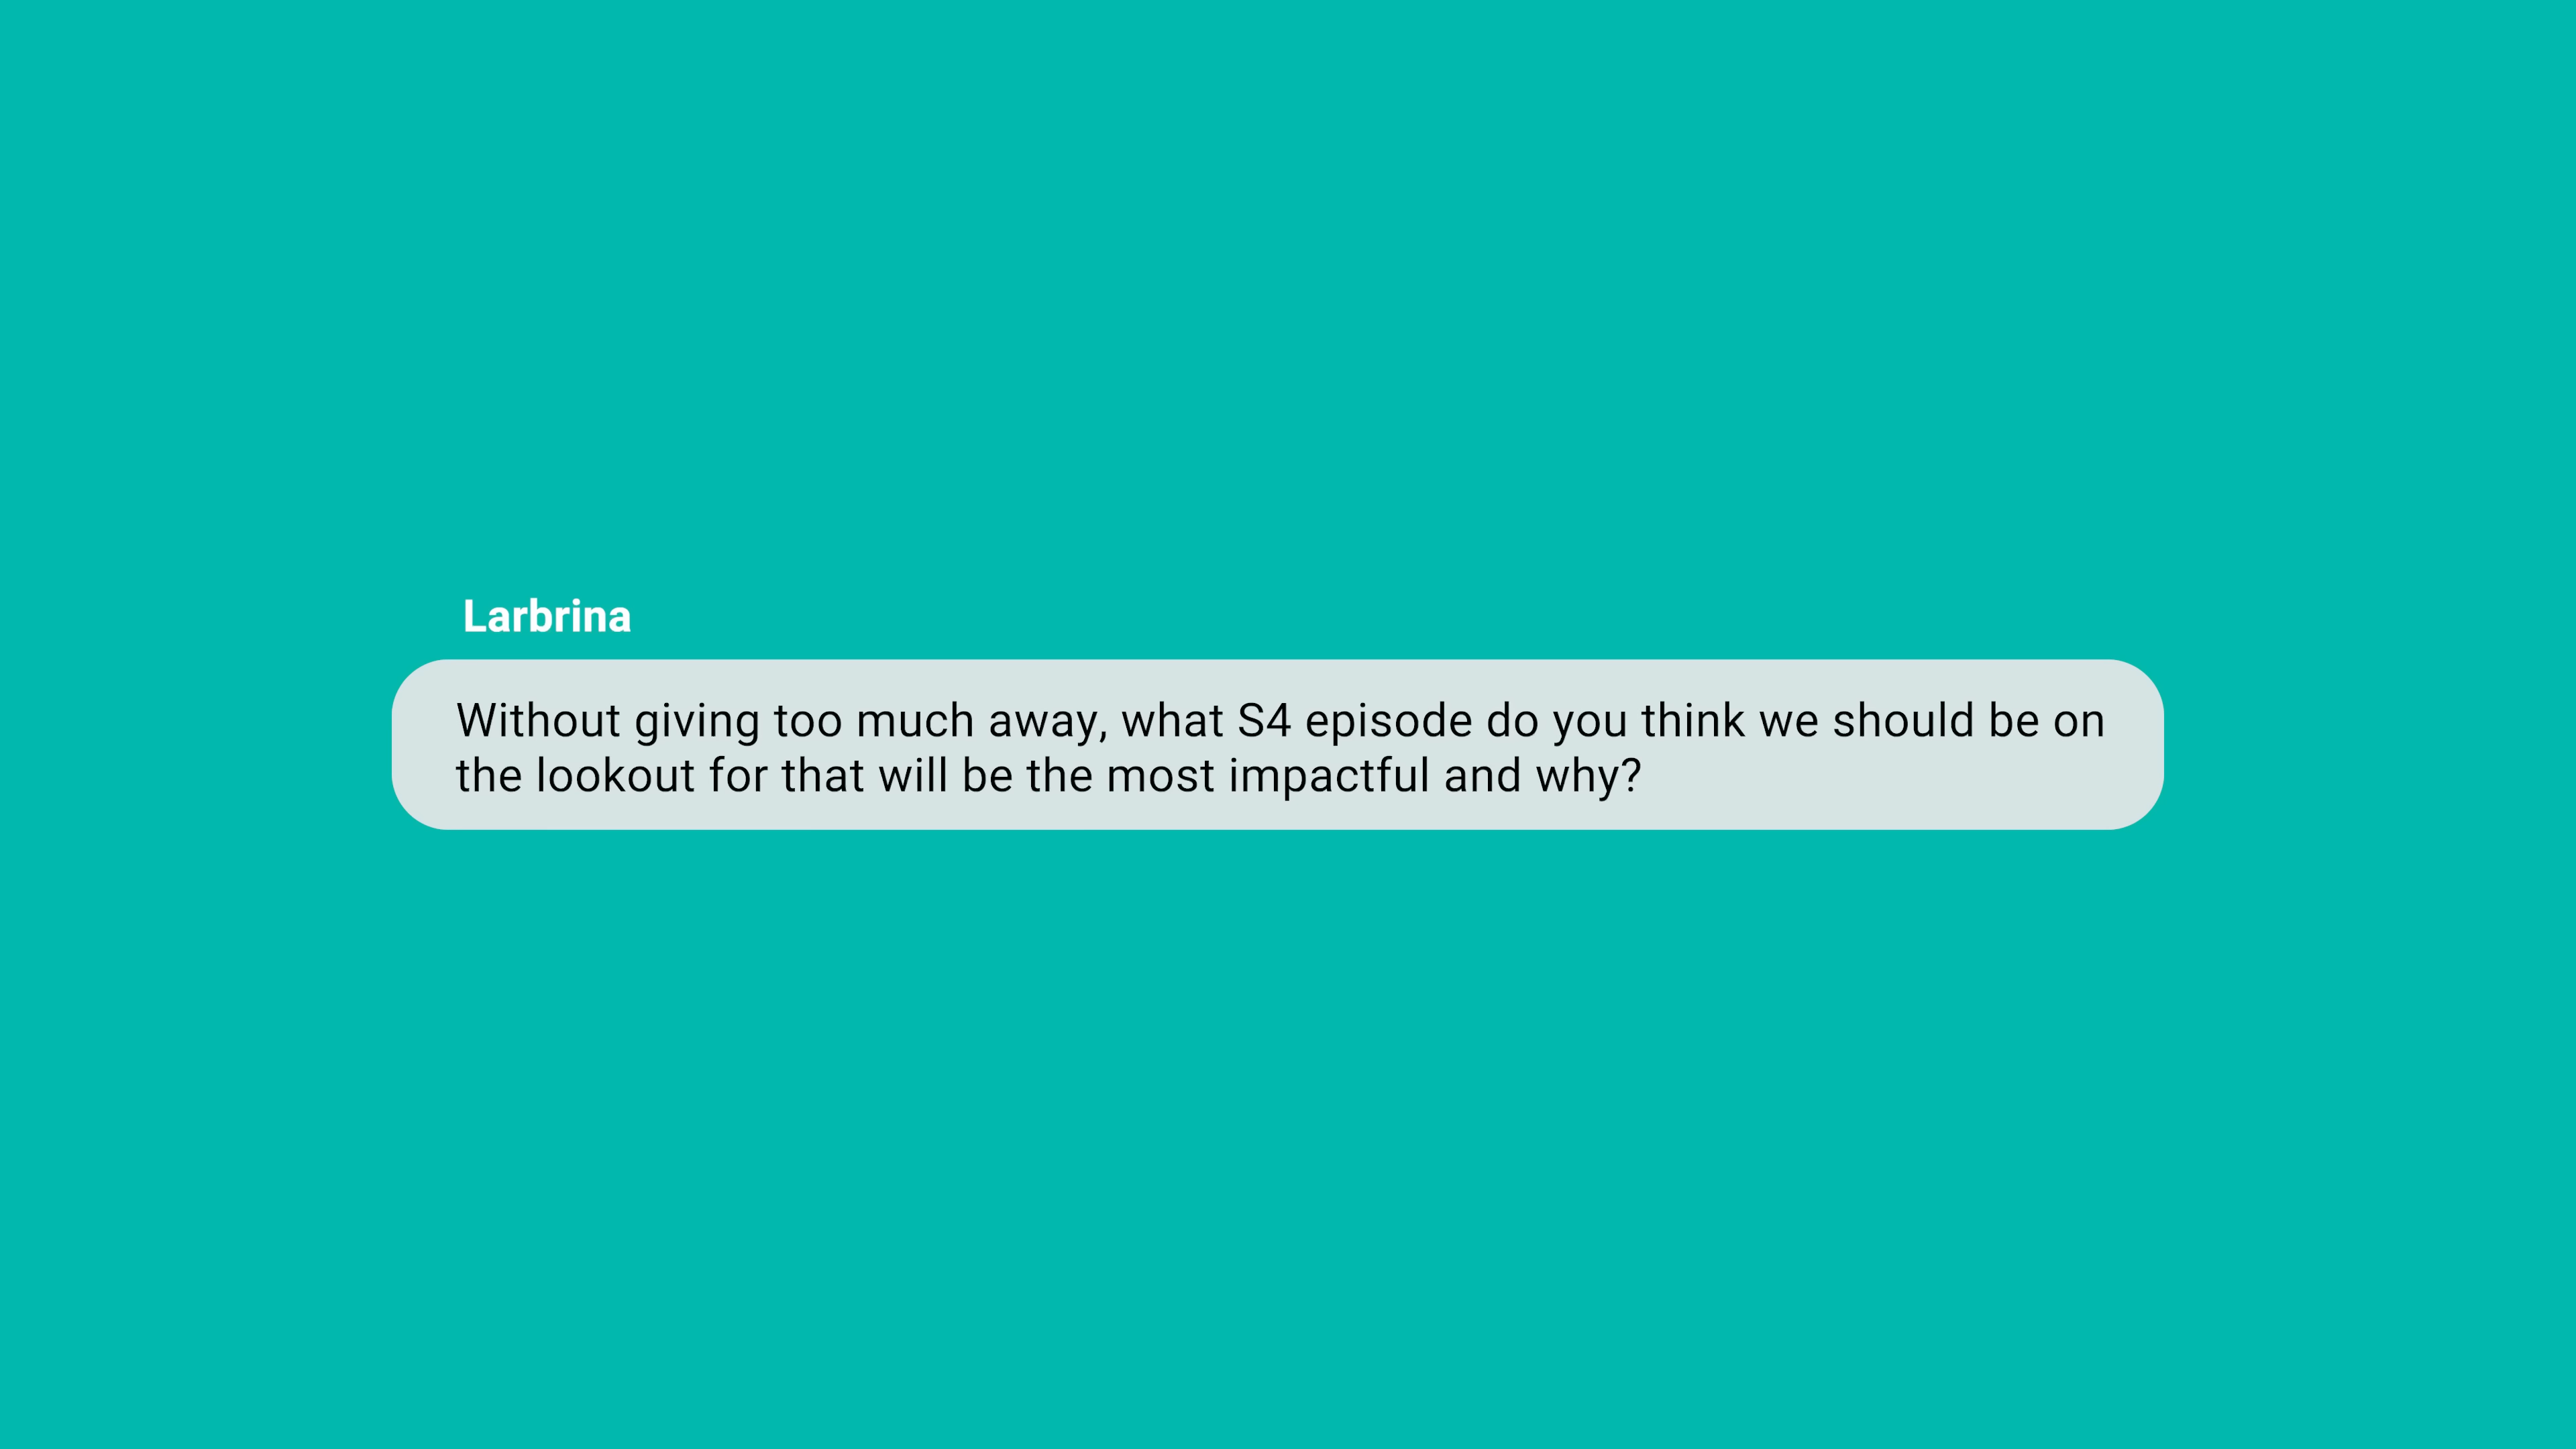 Larbrina
Without giving too much away, what S4 episode do you think we should be on
the lookout for that will be the most impactful and why?